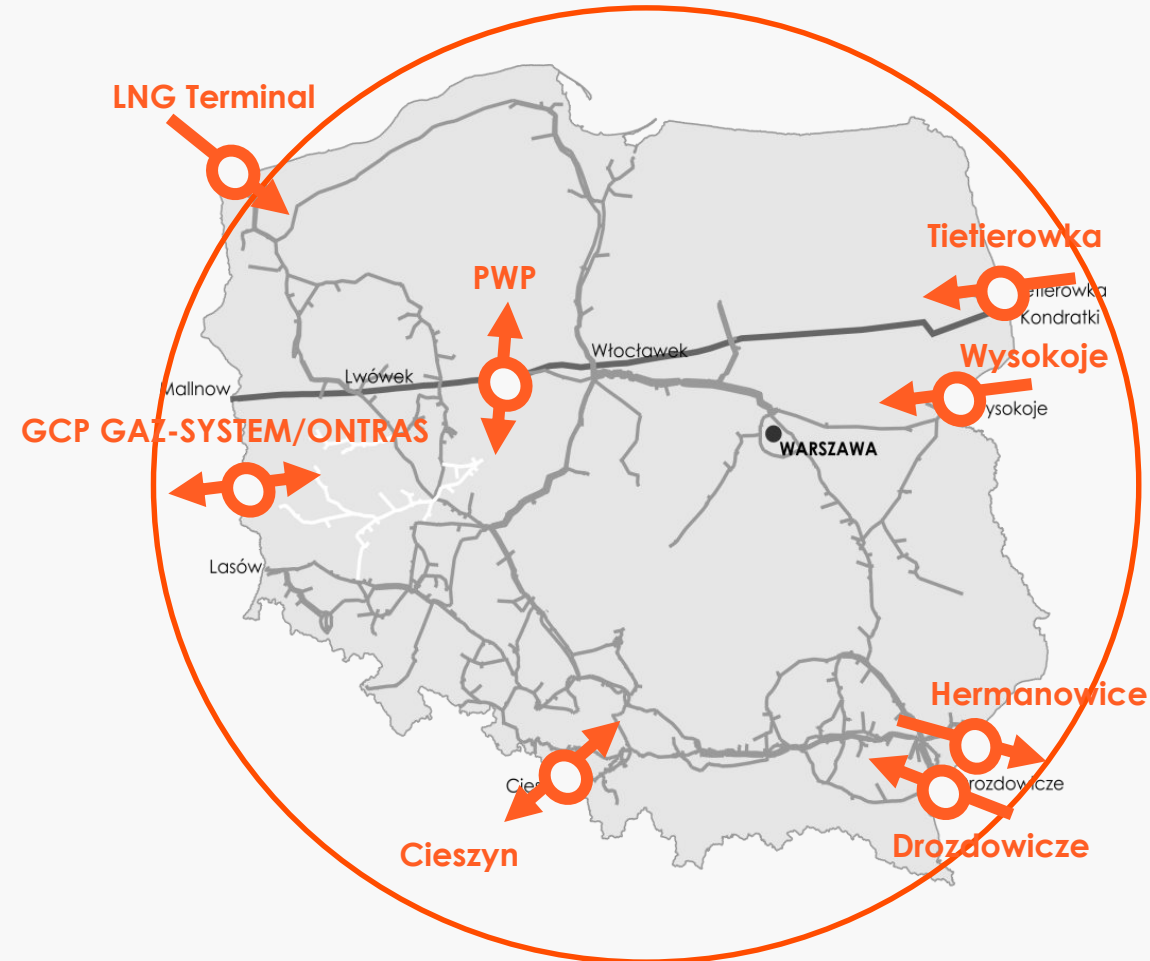 LNG Terminal
Tietierowka
PWP
Kondratki
Włocławek
Wysokoje
Lwówek
Mallnow
GCP GAZ-SYSTEM/ONTRAS
WARSZAWA
Lasów
Hermanowice
Cieszyn
Drozdowicze